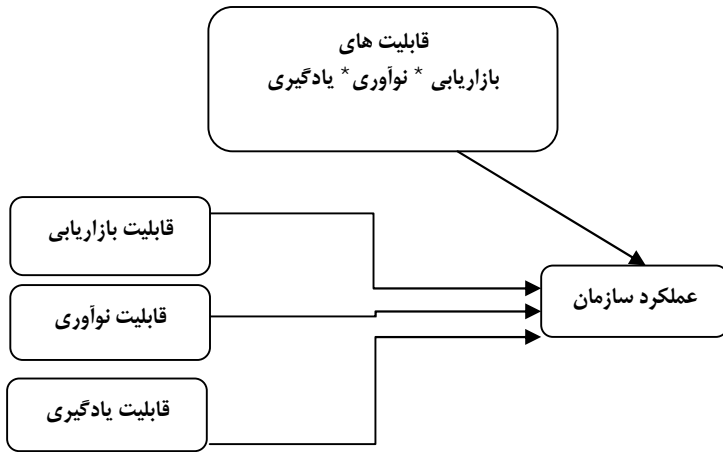 قابلیت های
بازاریابی * نوآوری* یادگیری
قابلیت بازاریابی
عملکرد سازمان
قابلیت نوآوری
قابلیت یادگیری